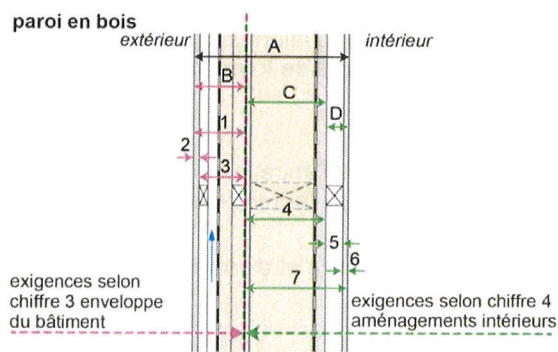 paroi en bois
extérieur
intérieur
A
B
C
D
1
2
3
4
5
6
7
exigences selon
chiffre 3 enveloppe
du bâtiment
exigences selon chiffre 4
aménagements intérieurs